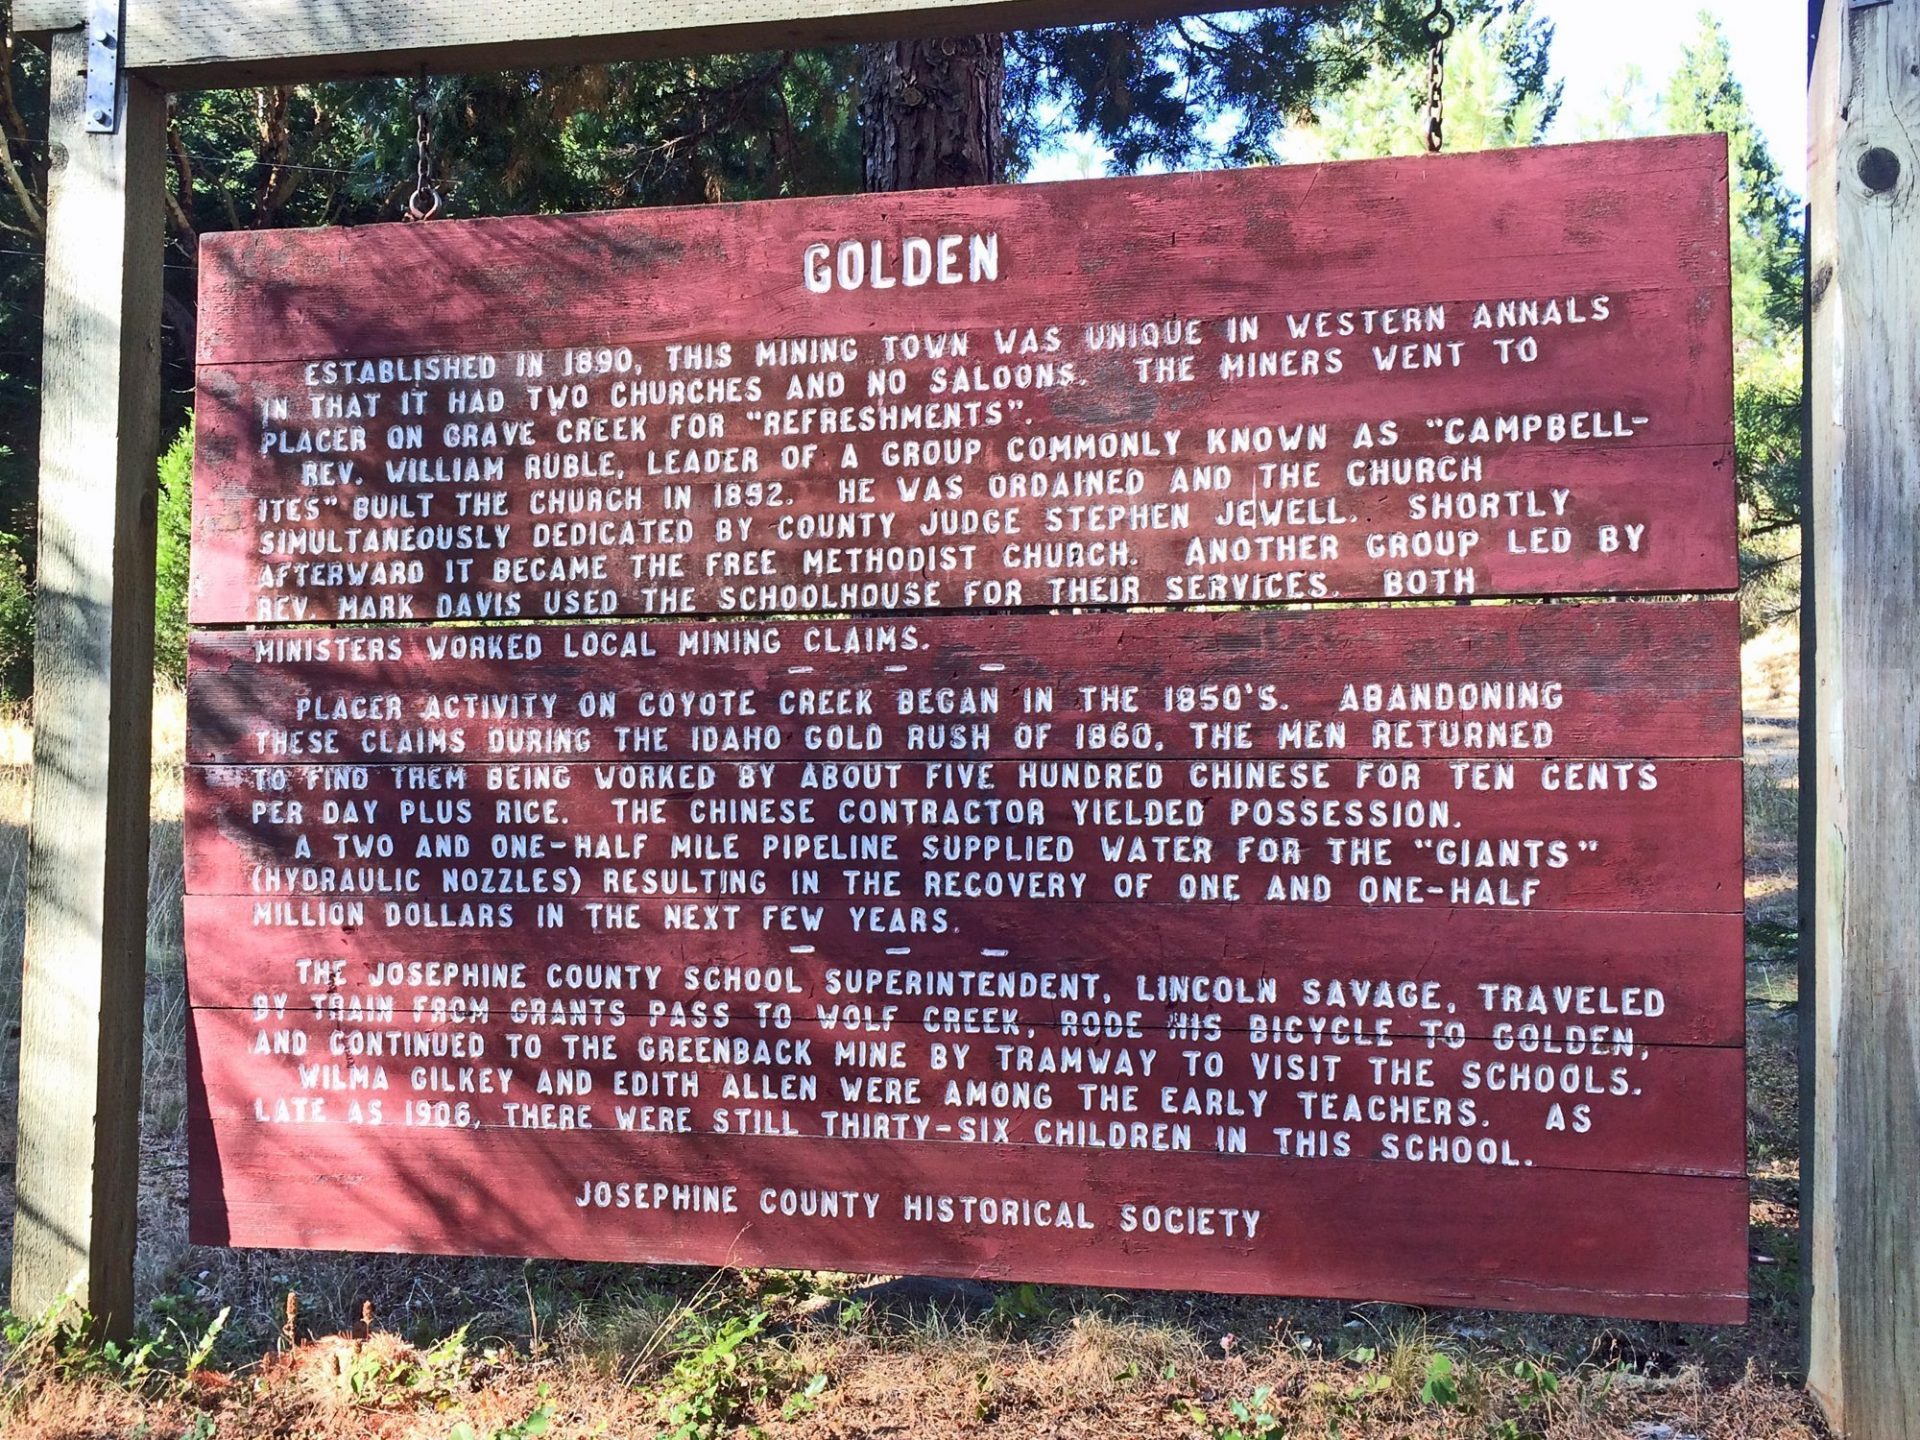 GOLDEN
ESTABLISHED IN 1890, THIS MINING TOWN WAS UNIQUE IN WESTERN ANNALS
IN THAT IT HAD TWO CHURCHES AND NO SALOONS. THE MINERS WENT TO
PLACER ON GRAVE CREEK FOR "REFRESHMENTS".
REV. WILLIAM RUBLE, LEADER OF A GROUP COMMONLY KNOWN AS "CAMPBELL-
ITES" BUILT THE CHURCH IN 1892. HE WAS ORDAINED AND THE CHURCH
SIMULTANEOUSLY DEDICATED BY COUNTY JUDGE STEPHEN JEWELL. SHORTLY
AFTERWARD IT BECAME THE FREE METHODIST CHURCH. ANOTHER GROUP LED BY
REV. MARK DAVIS USED THE SCHOOLHOUSE FOR THEIR SERVICES. BOTH
MINISTERS WORKED LOCAL MINING CLAIMS.
– – –
PLACER ACTIVITY ON COYOTE CREEK BEGAN IN THE 1850'S. ABANDONING
THESE CLAIMS DURING THE IDAHO GOLD RUSH OF 1860, THE MEN RETURNED
TO FIND THEM BEING WORKED BY ABOUT FIVE HUNDRED CHINESE FOR TEN CENTS
PER DAY PLUS RICE. THE CHINESE CONTRACTOR YIELDED POSSESSION.
A TWO AND ONE-HALF MILE PIPELINE SUPPLIED WATER FOR THE "GIANTS"
(HYDRAULIC NOZZLES) RESULTING IN THE RECOVERY OF ONE AND ONE-HALF
MILLION DOLLARS IN THE NEXT FEW YEARS.
– – –
THE JOSEPHINE COUNTY SCHOOL SUPERINTENDENT, LINCOLN SAVAGE, TRAVELED
BY TRAIN FROM GRANTS PASS TO WOLF CREEK, RODE HIS BICYCLE TO GOLDEN,
AND CONTINUED TO THE GREENBACK MINE BY TRAMWAY TO VISIT THE SCHOOLS.
WILMA GILKEY AND EDITH ALLEN WERE AMONG THE EARLY TEACHERS. AS
LATE AS 1906, THERE WERE STILL THIRTY-SIX CHILDREN IN THIS SCHOOL.
JOSEPHINE COUNTY HISTORICAL SOCIETY